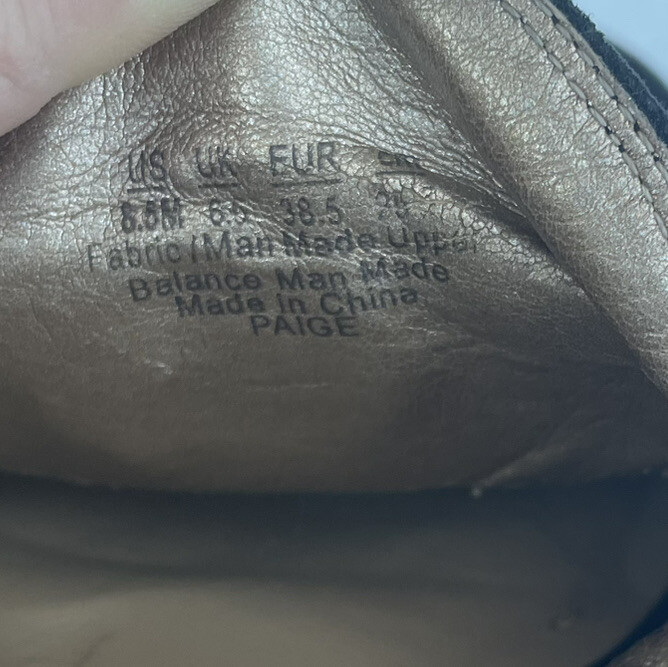 US UK EUR
8.5M 6.5 38.5
Fabric/Man Made Upper
Balance Man Made
Made in China
PAIGE